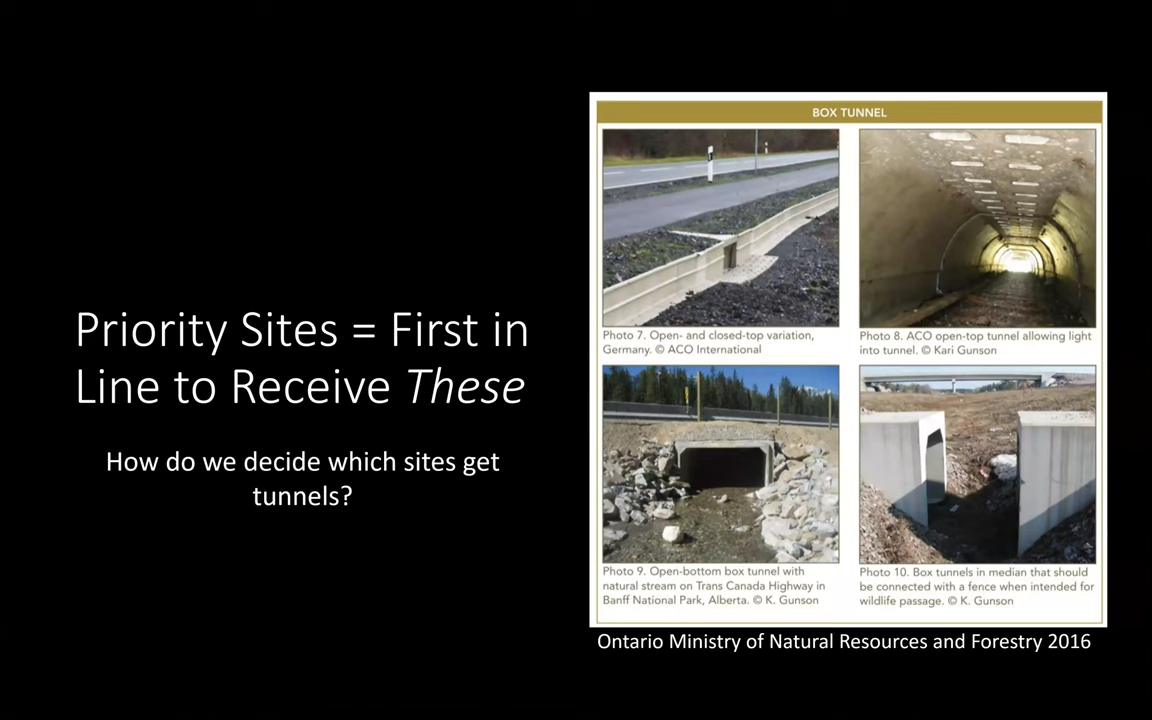 Priority Sites = First in
Line to Receive These
How do we decide which sites get
tunnels?
BOX TUNNEL
Photo 7. Open- and closed-top variation,
Germany. © ACO International
Photo 8. ACO open-top tunnel allowing light
into tunnel. © Kari Gunson
Photo 9. Open-bottom box tunnel with
natural stream on Trans Canada Highway in
Banff National Park, Alberta. © K. Gunson
Photo 10. Box tunnels in median that should
be connected with a fence when intended for
wildlife passage. © K. Gunson
Ontario Ministry of Natural Resources and Forestry 2016